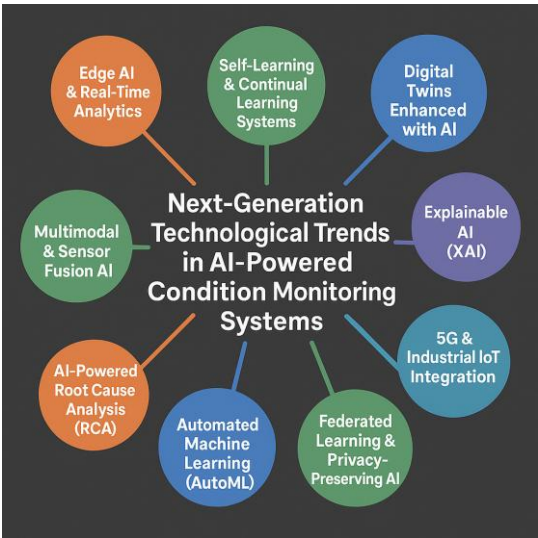 Edge AI
& Real-Time
Analytics
Self-Learning
& Continual
Learning
Systems
Digital
Twins
Enhanced
with AI
Next-Generation
Technological Trends
in AI-Powered
Condition Monitoring
Systems
Multimodal
& Sensor
Fusion AI
Explainable
AI
(XAI)
AI-Powered
Root Cause
Analysis
(RCA)
Automated
Machine
Learning
(AutoML)
Federated
Learning &
Privacy-
Preserving AI
5G &
Industrial IoT
Integration